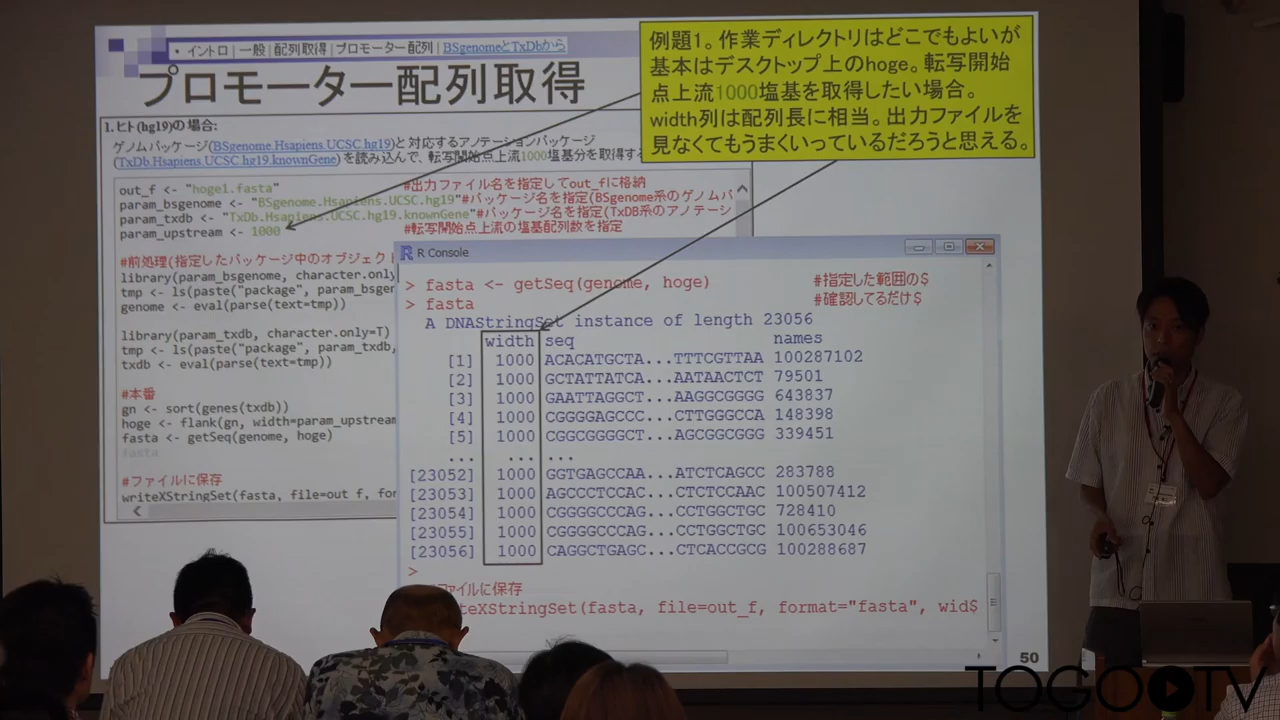 • イントロ | 一般 | 配列取得 | プロモーター配列 | BSgenomeとTxDbから
プロモーター配列取得
例題1。作業ディレクトリはどこでもよいが
基本はデスクトップ上のhoge。転写開始
点上流1000塩基を取得したい場合。
width列は配列長に相当。出力ファイルを
見なくてもうまくいっているだろうと思える。
1. ヒト(hg19)の場合:
ゲノムパッケージ(BSgenome.Hsapiens.UCSC.hg19)と対応するアノテーションパッケージ
(TxDb.Hsapiens.UCSC.hg19.knownGene)を読み込んで、転写開始点上流1000塩基分を取得する
out_f <- "hoge1.fasta" #出力ファイル名を指定してout_fに格納
param_bsgenome <- "BSgenome.Hsapiens.UCSC.hg19"#パッケージ名を指定(BSgenome系のゲノムパ
param_txdb <- "TxDb.Hsapiens.UCSC.hg19.knownGene"#パッケージ名を指定(TxDB系のアノテーシ
param_upstream <- 1000 #転写開始点上流の塩基配列数を指定
#前処理(指定したパッケージ中のオブジェクト
library(param_bsgenome, character.only
tmp <- ls(paste("package", param_bsgen
genome <- eval(parse(text=tmp))
library(param_txdb, character.only=T)
tmp <- ls(paste("package", param_txdb,
txdb <- eval(parse(text=tmp))
#本番
gn <- sort(genes(txdb))
hoge <- flank(gn, width=param_upstream
fasta <- getSeq(genome, hoge)
fasta
#ファイルに保存
writeXStringSet(fasta, file=out_f, for
R Console
> fasta <- getSeq(genome, hoge) #指定した範囲の$
> fasta #確認してるだけ$
A DNAStringSet instance of length 23056
width seq names
[1] 1000 ACACATGCTA...TTTCGTTAA 100287102
[2] 1000 GCTATTATCA...AATAACTCT 79501
[3] 1000 GAATTAGGCT...AAGGCGGGG 643837
[4] 1000 CGGGGAGCCC...CTTGGGCCA 148398
[5] 1000 CGGCGGGGCT...AGCGGCGGG 339451
... ... ...
[23052] 1000 GGTGAGCCAA...ATCTCAGCC 283788
[23053] 1000 AGCCCTCCAC...CTCTCCAAC 100507412
[23054] 1000 CGGGGCCCAG...CCTGGCTGC 728410
[23055] 1000 CGGGGCCCAG...CCTGGCTGC 100653046
[23056] 1000 CAGGCTGAGC...CTCACCGCG 100288687
>
ァイルに保存
teXStringSet(fasta, file=out_f, format="fasta", wid$
50
TOGOTV